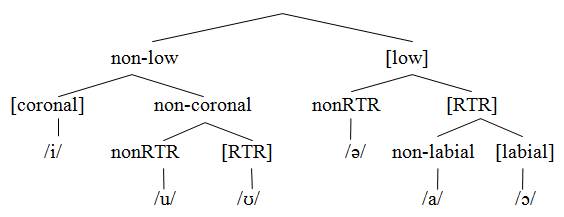 non-low [low]
[coronal] non-coronal nonRTR [RTR]
/i/ nonRTR [RTR] /ə/ non-labial [labial]
/u/ /ʊ/ /a/ /ɔ/